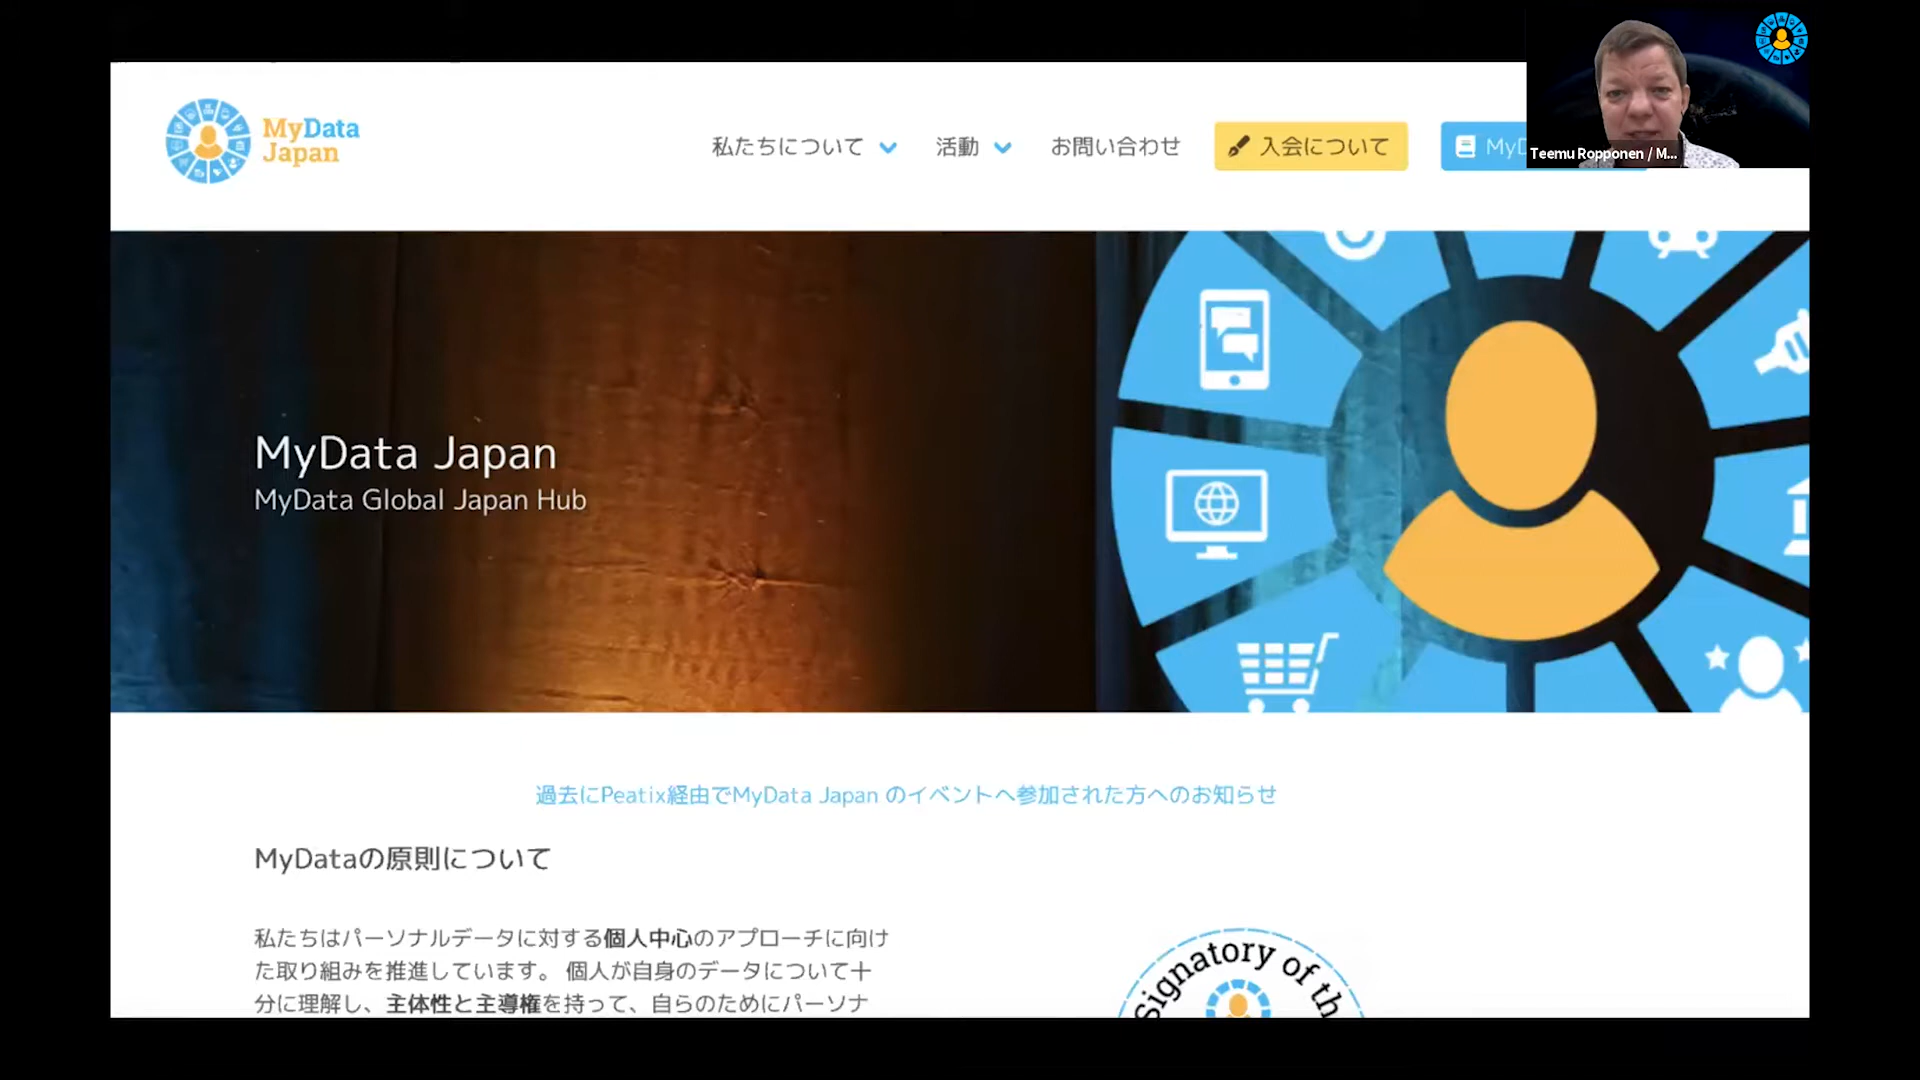 MyData
Japan
私たちについて
活動
お問い合わせ
入会について
MyD
Teemu Ropponen / M...
MyData Japan
MyData Global Japan Hub
過去にPeatix経由でMyData Japan のイベントへ参加された方へのお知らせ
MyDataの原則について
私たちはパーソナルデータに対する個人中心のアプローチに向け
た取り組みを推進しています。 個人が自身のデータについて十
分に理解し、主体性と主導権を持って、自らのためにパーソナ
Signatory of th